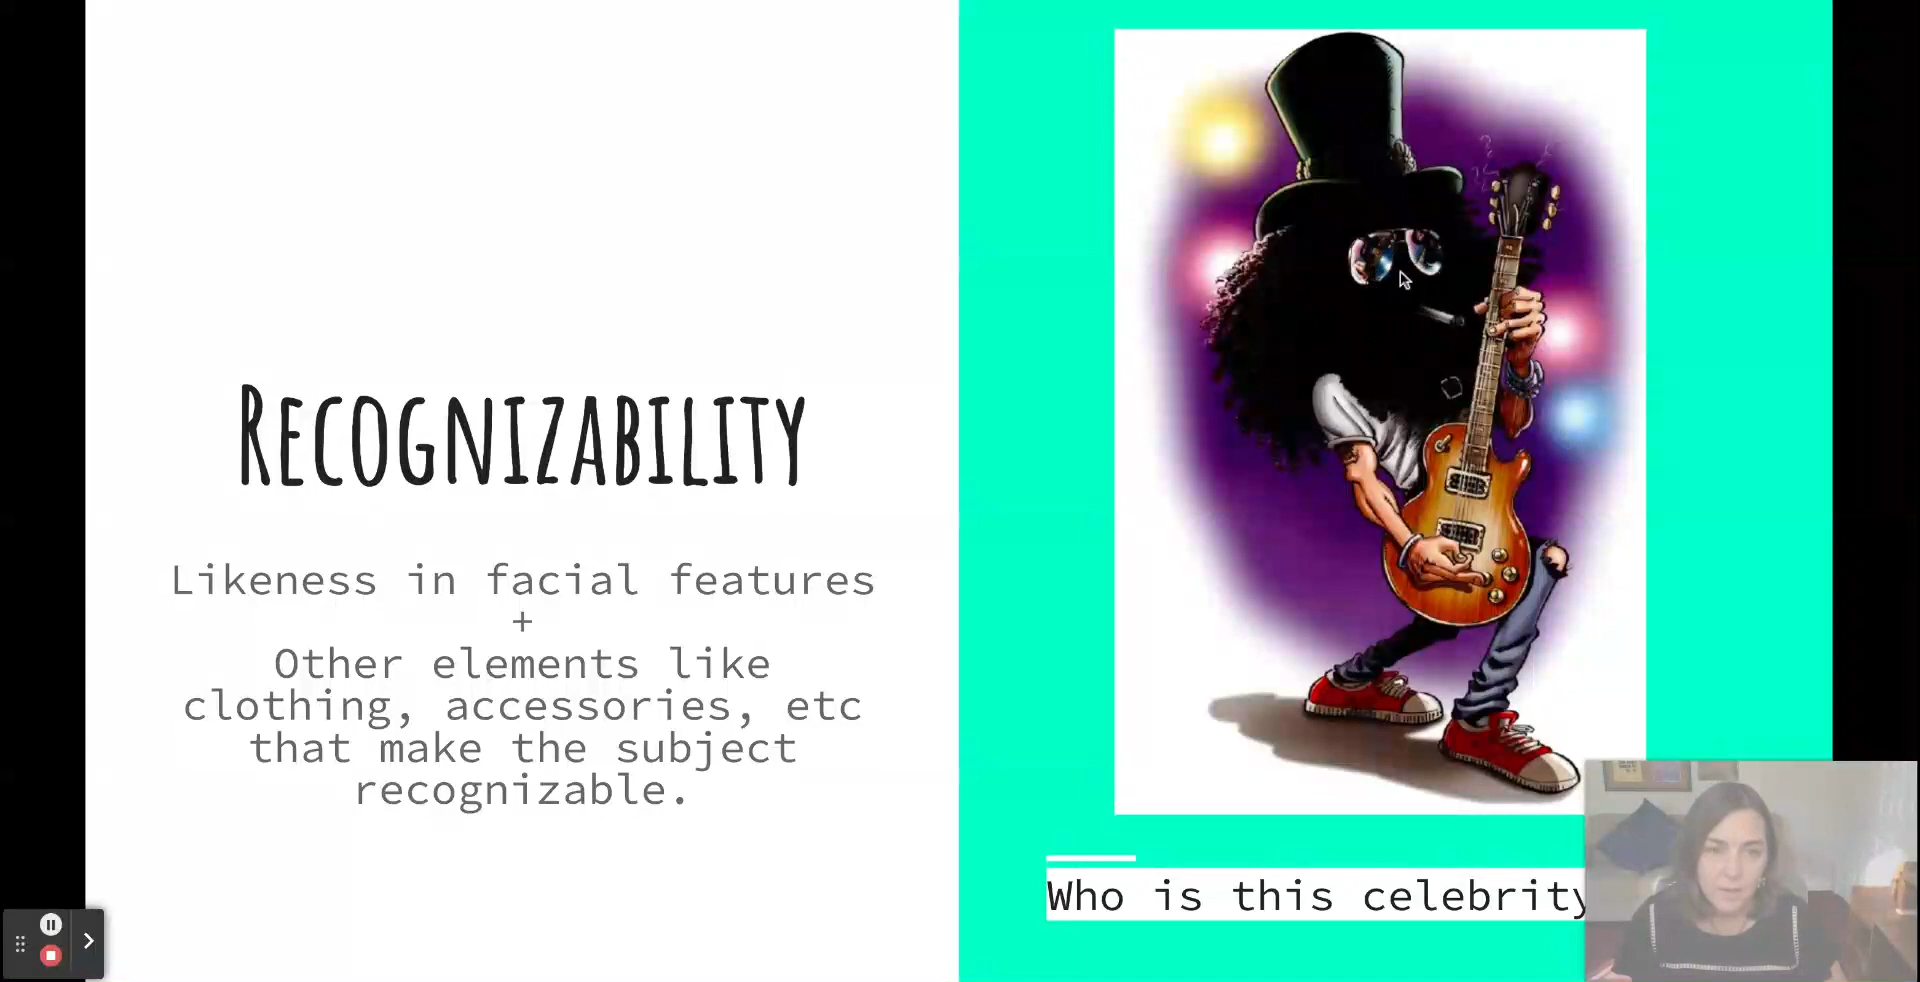 Recognizability
Likeness in facial features
+
Other elements like
clothing, accessories, etc
that make the subject
recognizable.
Who is this celebrity